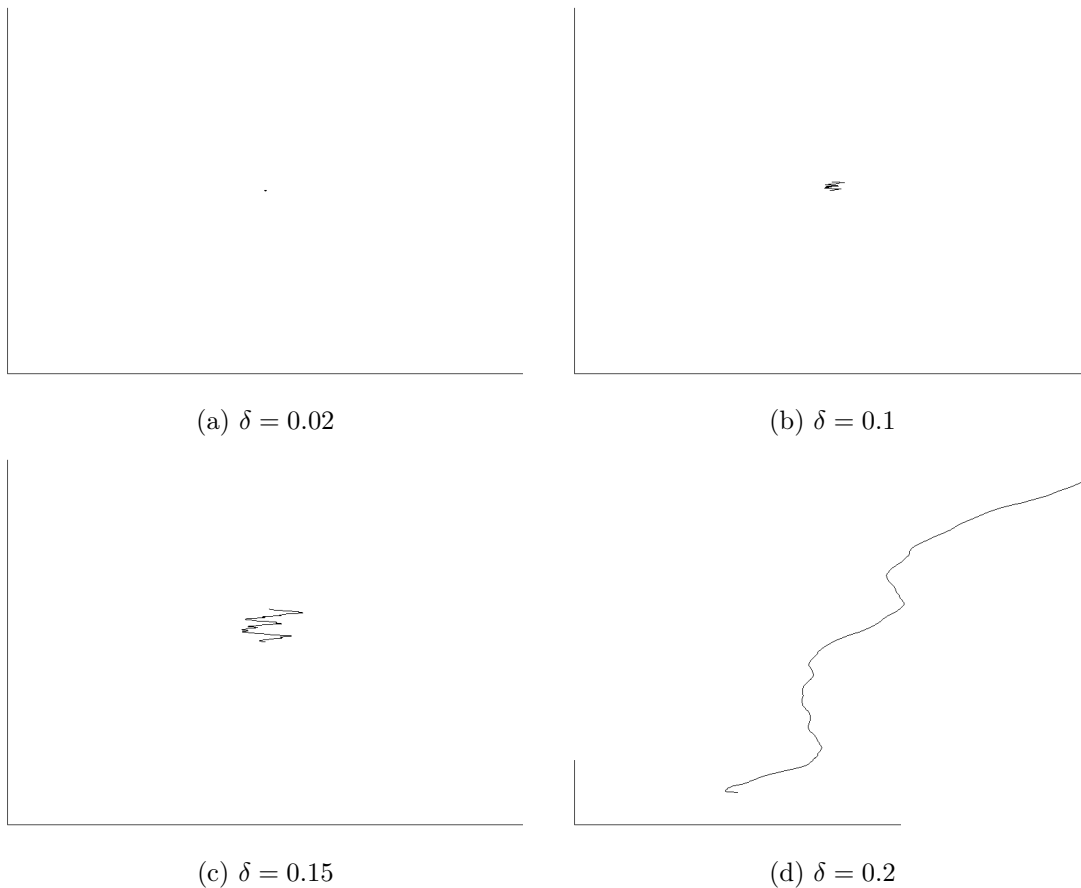 (a) δ = 0.02
(b) δ = 0.1
(c) δ = 0.15
(d) δ = 0.2